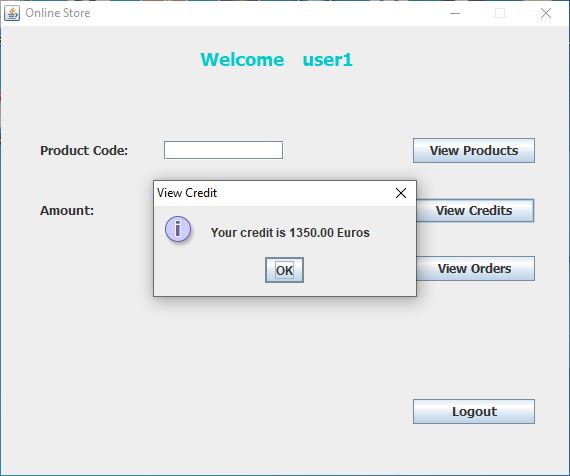 Online Store
Welcome user1
Product Code:
View Products
View Credit
Amount:
View Credits
i
Your credit is 1350.00 Euros
OK
View Orders
Logout